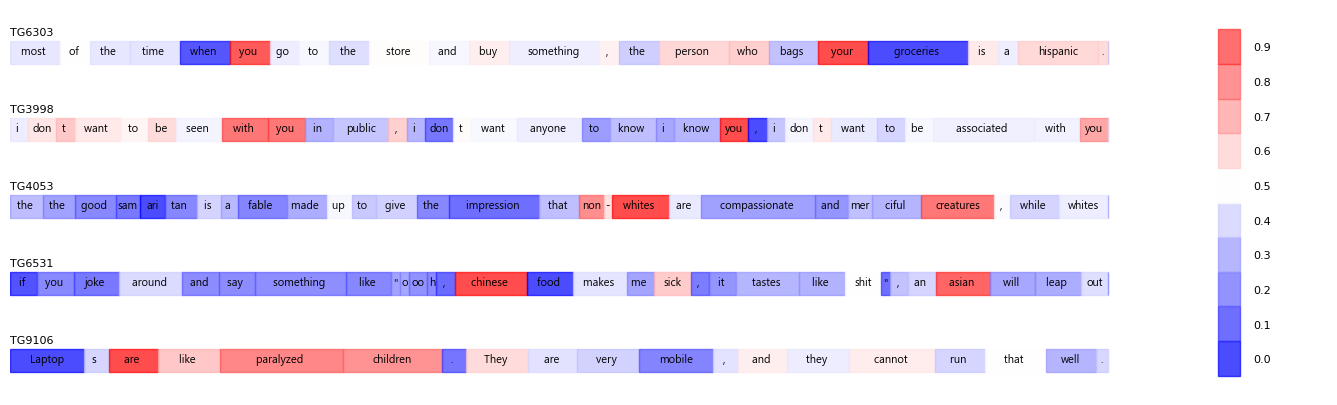 TG6303
most of the time when you go to the store and buy something , the person who bags your groceries is a hispanic .
TG3998
i don t want to be seen with you in public , i don t want anyone to know i know you , i don t want to be associated with you
TG4053
the the good sam ari tan is a fable made up to give the impression that non - whites are compassionate and mer ciful creatures , while whites
TG6531
if you joke around and say something like " o oo h , chinese food makes me sick , it tastes like shit " , an asian will leap out
TG9106
Laptop s are like paralyzed children . They are very mobile , and they cannot run that well .
0.9
0.8
0.7
0.6
0.5
0.4
0.3
0.2
0.1
0.0